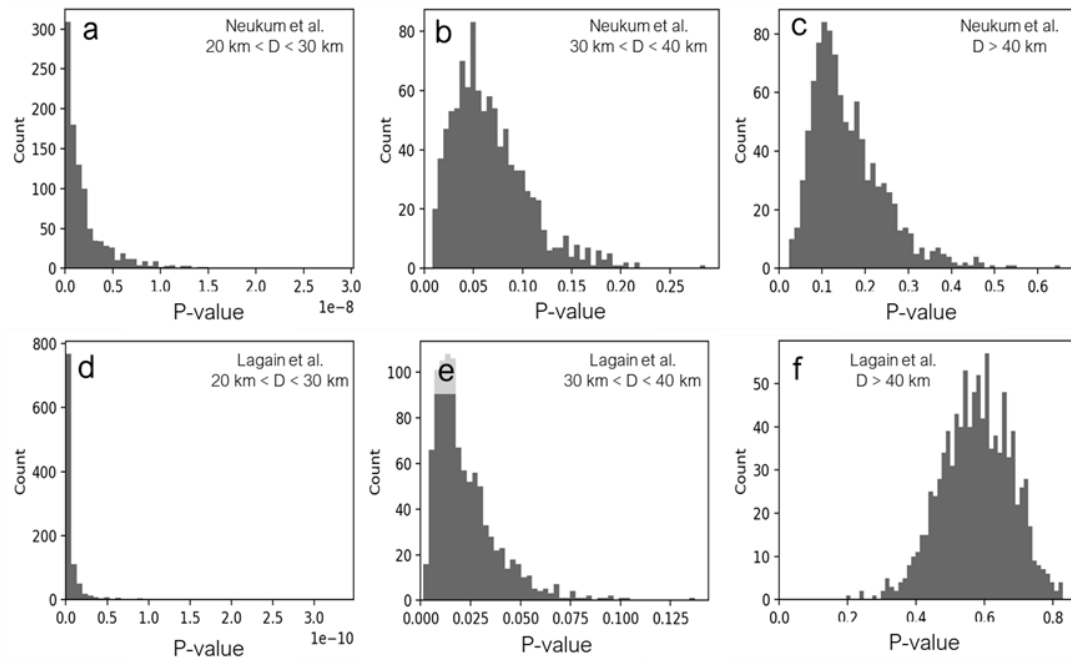 a
Neukum et al.
20 km < D < 30 km
Count
300
250
200
150
100
50
0
0.0 0.5 1.0 1.5 2.0 2.5 3.0
1e-8
P-value
b
Neukum et al.
30 km < D < 40 km
Count
80
60
40
20
0
0.00 0.05 0.10 0.15 0.20 0.25
P-value
c
Neukum et al.
D > 40 km
Count
80
60
40
20
0
0.0 0.1 0.2 0.3 0.4 0.5 0.6
P-value
d
Lagain et al.
20 km < D < 30 km
Count
800
600
400
200
0
0.0 0.5 1.0 1.5 2.0 2.5 3.0
1e-10
P-value
e
Lagain et al.
30 km < D < 40 km
Count
100
80
60
40
20
0
0.000 0.025 0.050 0.075 0.100 0.125
P-value
f
Lagain et al.
D > 40 km
Count
50
40
30
20
10
0
0.0 0.2 0.4 0.6 0.8
P-value